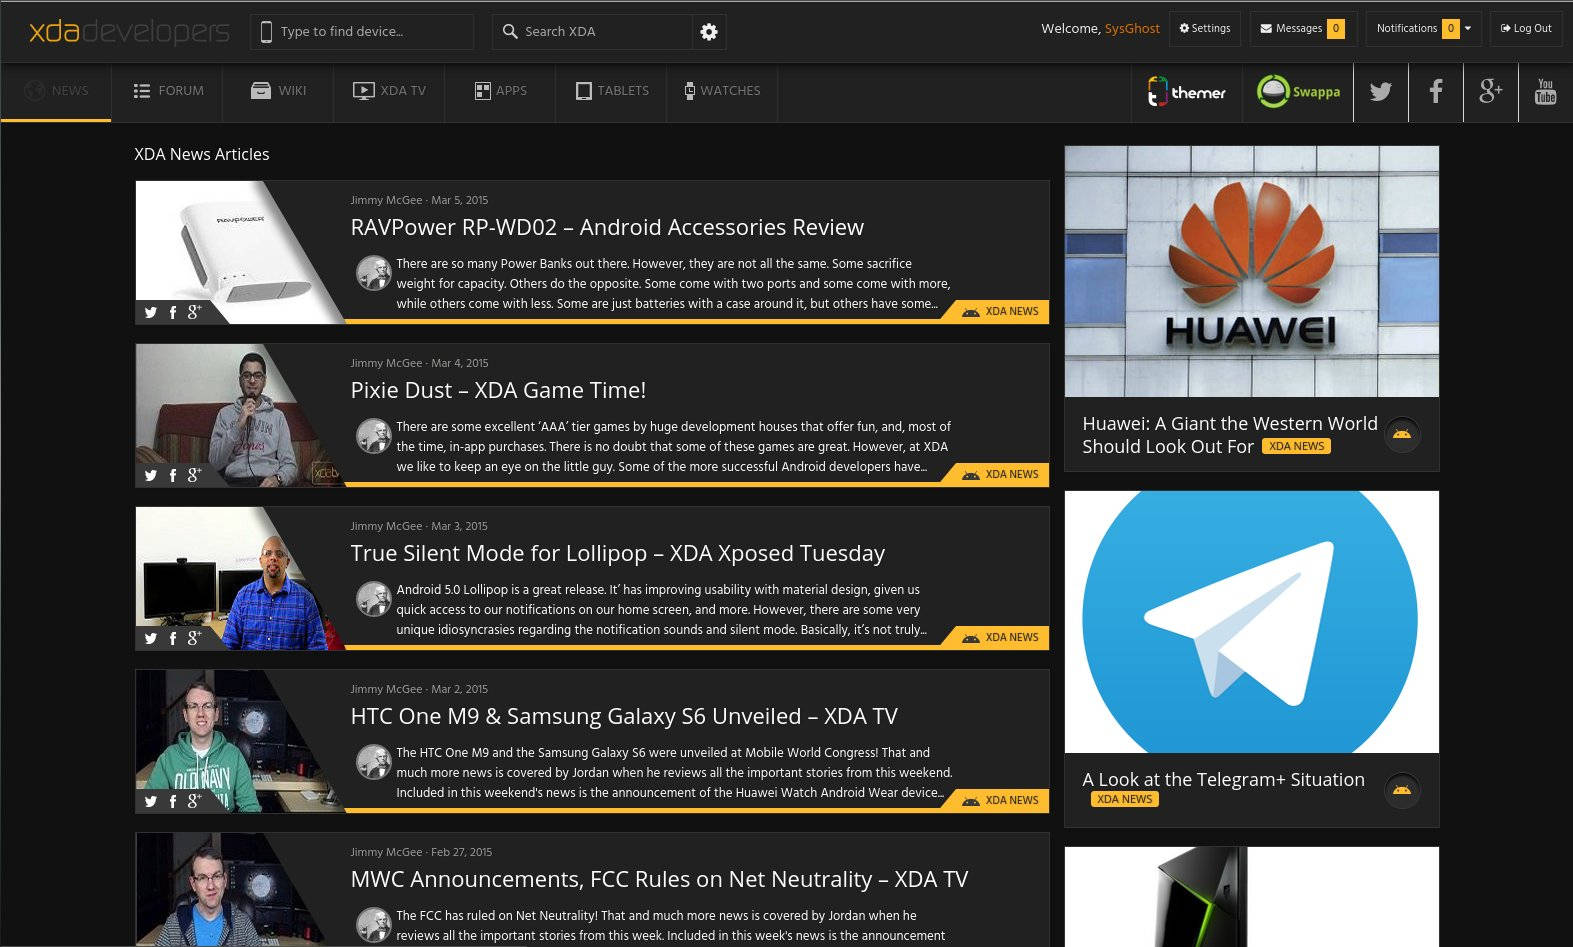 xdadevelopers
Type to find device...
Search XDA
Welcome, SysGhost
Settings
Messages 0
Notifications 0
Log Out
NEWS
FORUM
WIKI
XDA TV
APPS
TABLETS
WATCHES
themer
Swappa
g+
You
Tube
XDA News Articles
RAVPOWER
Jimmy McGee · Mar 5, 2015
RAVPower RP-WD02 – Android Accessories Review
There are so many Power Banks out there. However, they are not all the same. Some sacrifice
weight for capacity. Others do the opposite. Some come with two ports and some come with more,
while others come with less. Some are just batteries with a case around it, but others have some...
g+
XDA NEWS
Jimmy McGee · Mar 4, 2015
Pixie Dust – XDA Game Time!
There are some excellent ‘AAA’ tier games by huge development houses that offer fun, and, most of
the time, in-app purchases. There is no doubt that some of these games are great. However, at XDA
we like to keep an eye on the little guy. Some of the more successful Android developers have...
g+
XDA NEWS
Jimmy McGee · Mar 3, 2015
True Silent Mode for Lollipop – XDA Xposed Tuesday
Android 5.0 Lollipop is a great release. It’ has improving usability with material design, given us
quick access to our notifications on our home screen, and more. However, there are some very
unique idiosyncrasies regarding the notification sounds and silent mode. Basically, it’s not truly...
g+
XDA NEWS
Jimmy McGee · Mar 2, 2015
HTC One M9 & Samsung Galaxy S6 Unveiled – XDA TV
The HTC One M9 and the Samsung Galaxy S6 were unveiled at Mobile World Congress! That and
much more news is covered by Jordan when he reviews all the important stories from this weekend.
Included in this weekend's news is the announcement of the Huawei Watch Android Wear device...
OLD NAVY
g+
XDA NEWS
Jimmy McGee · Feb 27, 2015
MWC Announcements, FCC Rules on Net Neutrality – XDA TV
The FCC has ruled on Net Neutrality! That and much more news is covered by Jordan when he
reviews all the important stories from this week. Included in this week's news is the announcement
HUAWEI
Huawei: A Giant the Western World
Should Look Out For XDA NEWS
A Look at the Telegram+ Situation
XDA NEWS